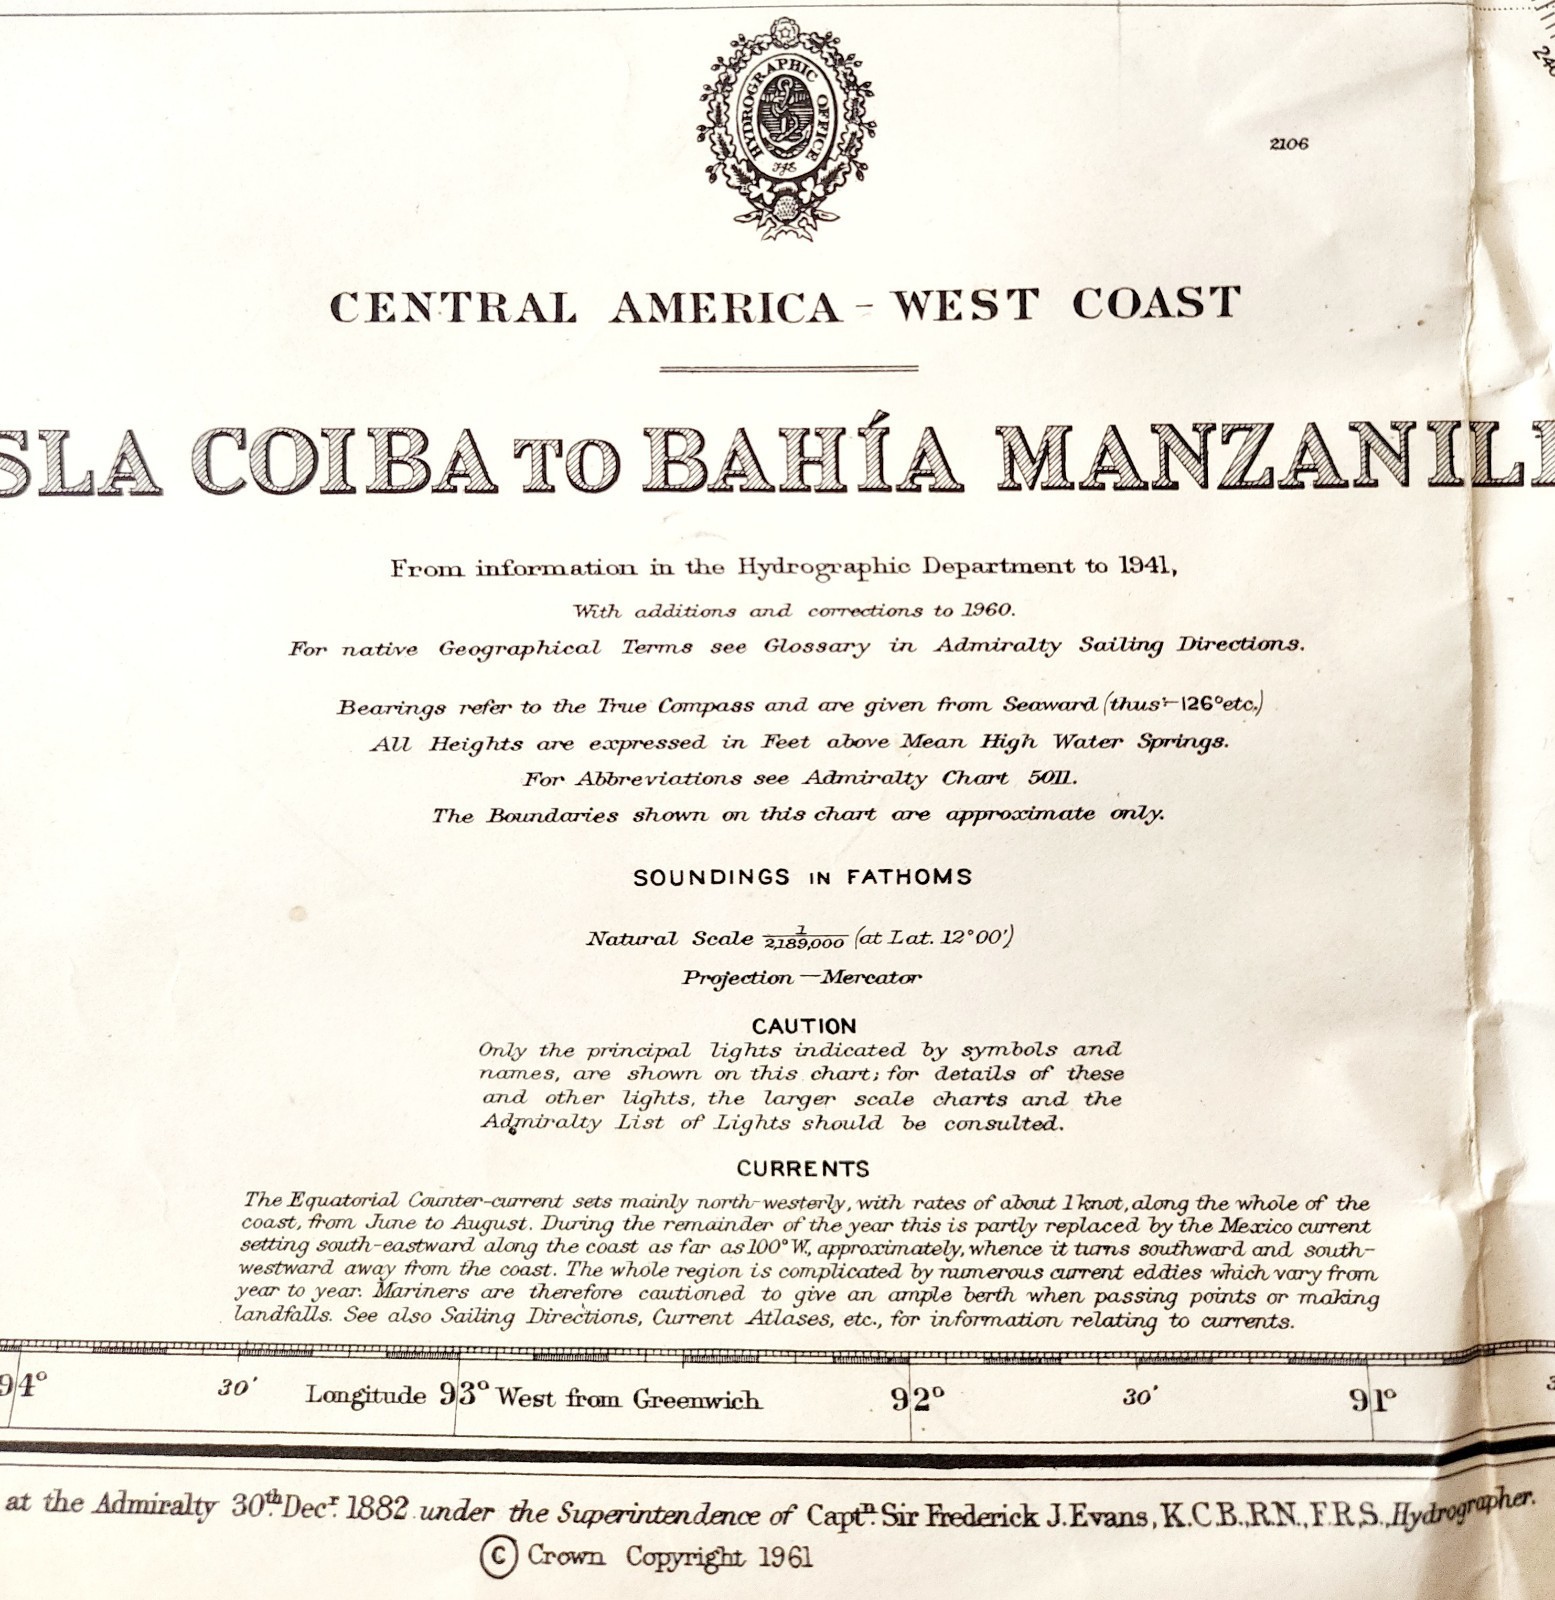 HYDROGRAPHIC OFFICE
2106
CENTRAL AMERICA - WEST COAST
SLA COIBA TO BAHÍA MANZANILL
From information in the Hydrographic Department to 1941,
With additions and corrections to 1960.
For native Geographical Terms see Glossary in Admiralty Sailing Directions.
Bearings refer to the True Compass and are given from Seaward (thus:-126° etc.)
All Heights are expressed in Feet above Mean High Water Springs.
For Abbreviations see Admiralty Chart 5011.
The Boundaries shown on this chart are approximate only.
SOUNDINGS IN FATHOMS
Natural Scale 1/2,189,000 (at Lat. 12°00')
Projection — Mercator
CAUTION
Only the principal lights indicated by symbols and
names, are shown on this chart; for details of these
and other lights, the larger scale charts and the
Admiralty List of Lights should be consulted.
CURRENTS
The Equatorial Counter-current sets mainly north-westerly, with rates of about 1 knot, along the whole of the
coast, from June to August. During the remainder of the year this is partly replaced by the Mexico current
setting south-eastward along the coast as far as 100° W., approximately, whence it turns southward and south-
westward away from the coast. The whole region is complicated by numerous current eddies which vary from
year to year. Mariners are therefore cautioned to give an ample berth when passing points or making
landfalls. See also Sailing Directions, Current Atlases, etc., for information relating to currents.
94° 30' Longitude 93° West from Greenwich 92° 30' 91°
at the Admiralty 30th Decr. 1882 under the Superintendence of Captn. Sir Frederick J. Evans, K.C.B., R.N., F.R.S., Hydrographer.
© Crown Copyright 1961